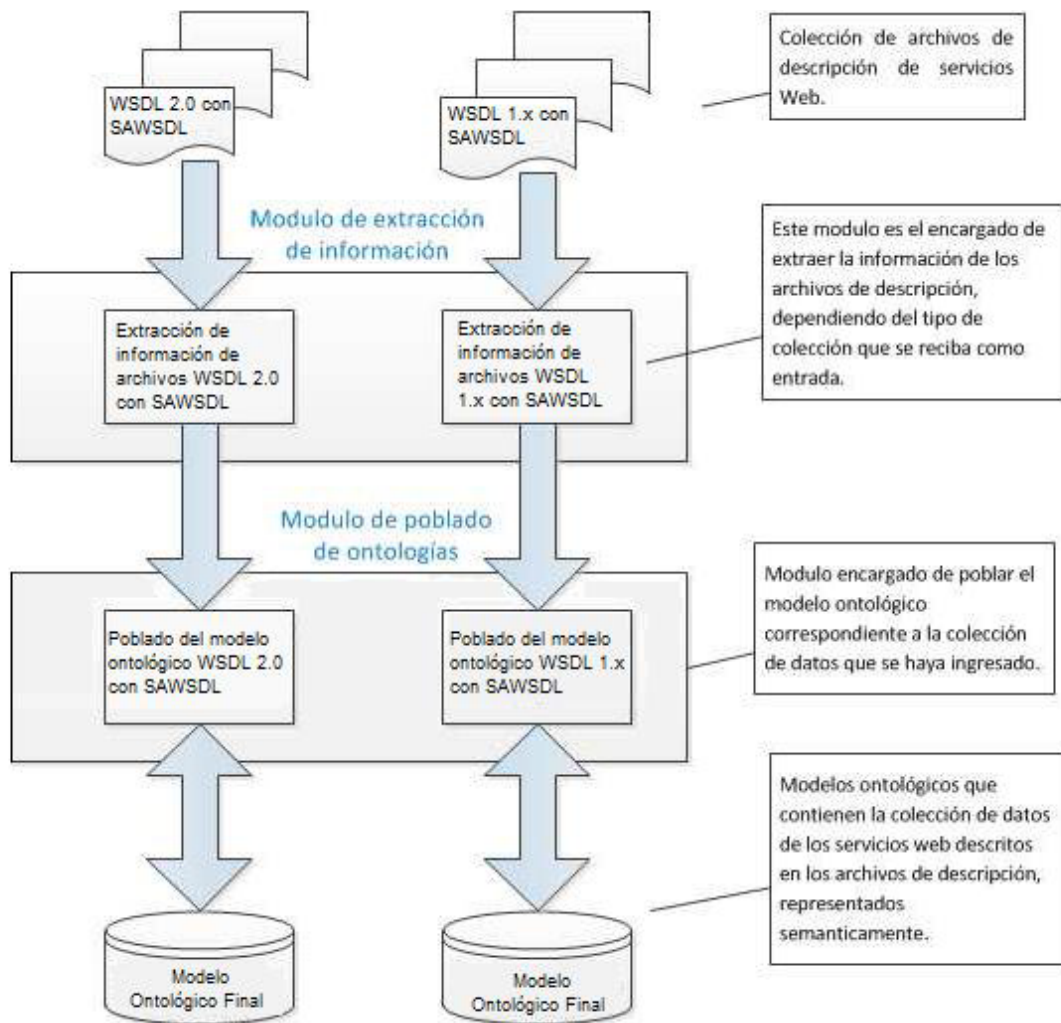 WSDL 2.0 con
SAWSDL
WSDL 1.x con
SAWSDL
Colección de archivos de
descripción de servicios
Web.
Modulo de extracción
de información
Este modulo es el encargado de
extraer la información de los
archivos de descripción,
dependiendo del tipo de
colección que se reciba como
entrada.
Extracción de
información de
archivos WSDL 2.0
con SAWSDL
Extracción de
información de
archivos WSDL
1.x con SAWSDL
Modulo de poblado
de ontologías
Modulo encargado de poblar el
modelo ontológico
correspondiente a la colección
de datos que se haya ingresado.
Poblado del modelo
ontológico WSDL 2.0
con SAWSDL
Poblado del modelo
ontológico WSDL 1.x
con SAWSDL
Modelos ontológicos que
contienen la colección de datos
de los servicios web descritos
en los archivos de descripción,
representados
semanticamente.
Modelo
Ontológico Final
Modelo
Ontológico Final